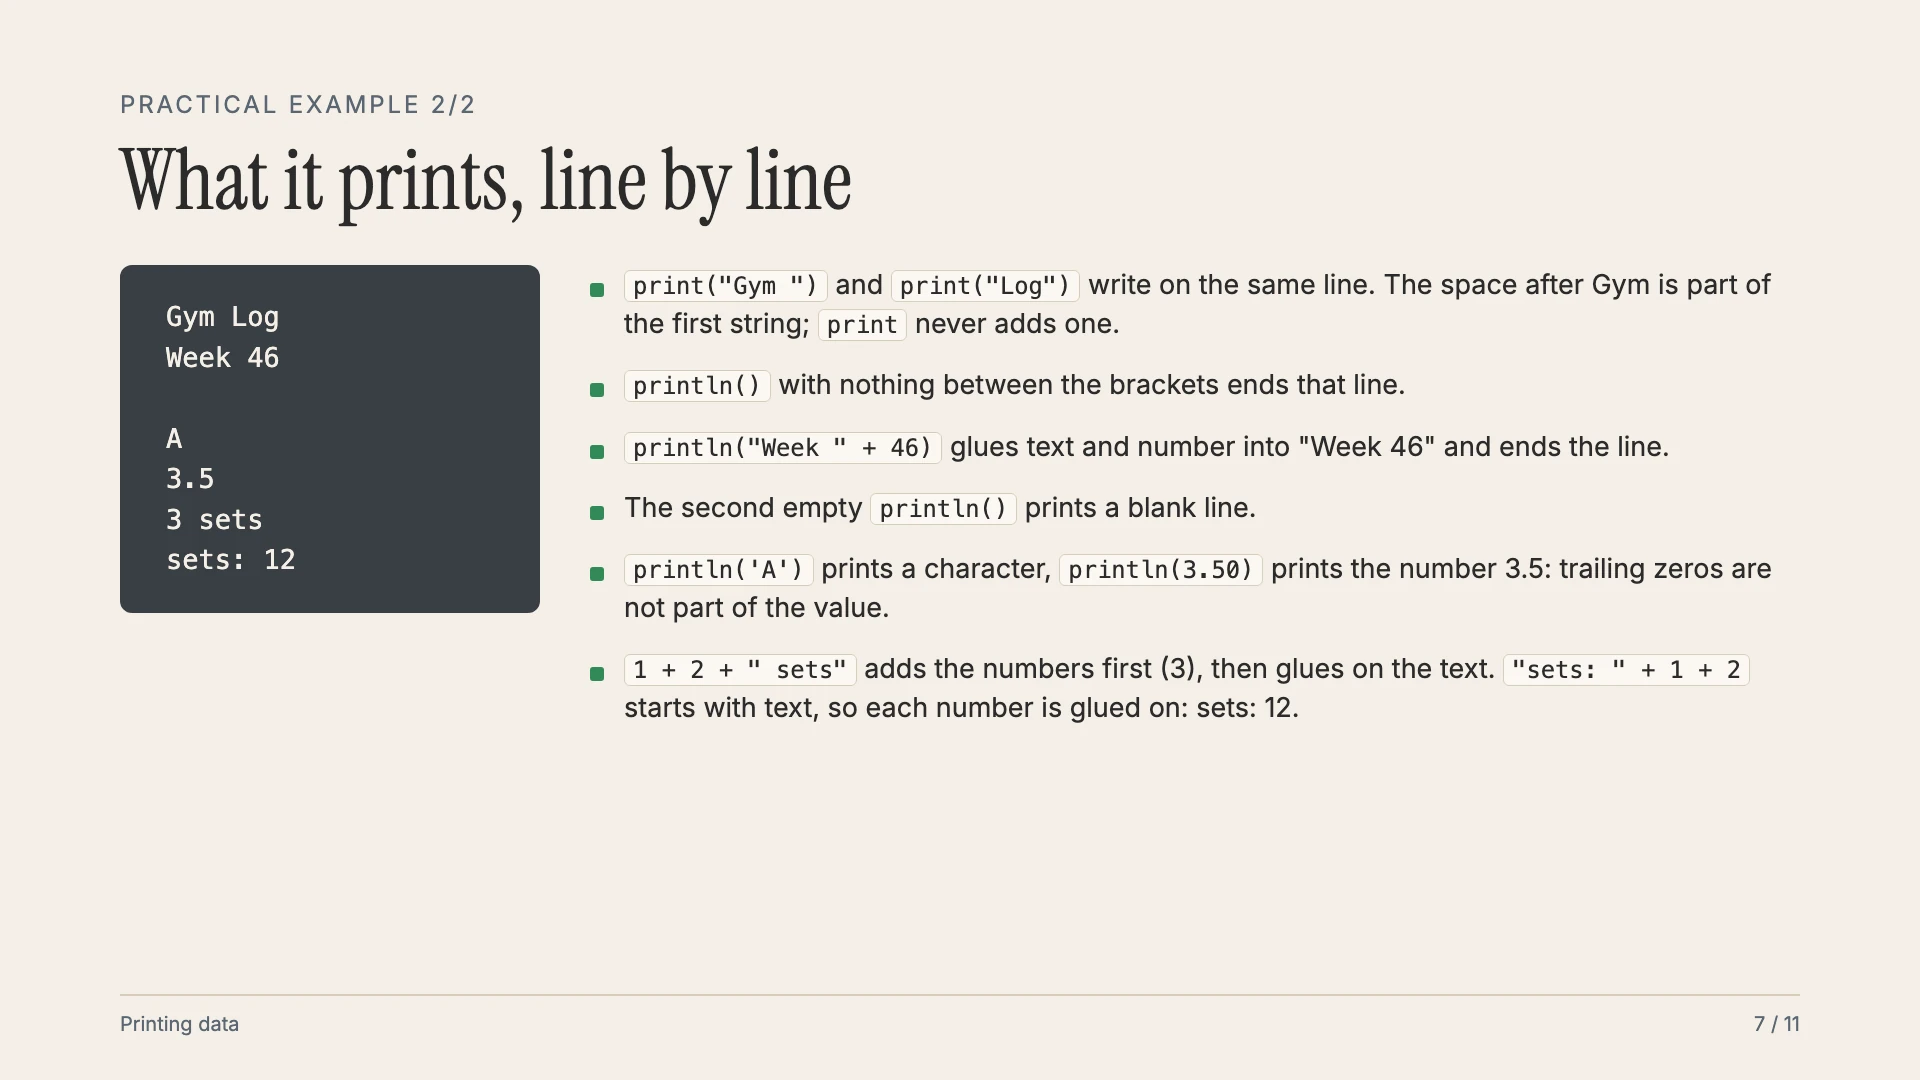 PRACTICAL EXAMPLE 2/2
What it prints, line by line
Gym Log
Week 46
A
3.5
3 sets
sets: 12
print("Gym ") and print("Log") write on the same line. The space after Gym is part of
the first string; print never adds one.
println() with nothing between the brackets ends that line.
println("Week " + 46) glues text and number into "Week 46" and ends the line.
The second empty println() prints a blank line.
println('A') prints a character, println(3.50) prints the number 3.5: trailing zeros are
not part of the value.
1 + 2 + " sets" adds the numbers first (3), then glues on the text. "sets: " + 1 + 2
starts with text, so each number is glued on: sets: 12.
Printing data
7 / 11